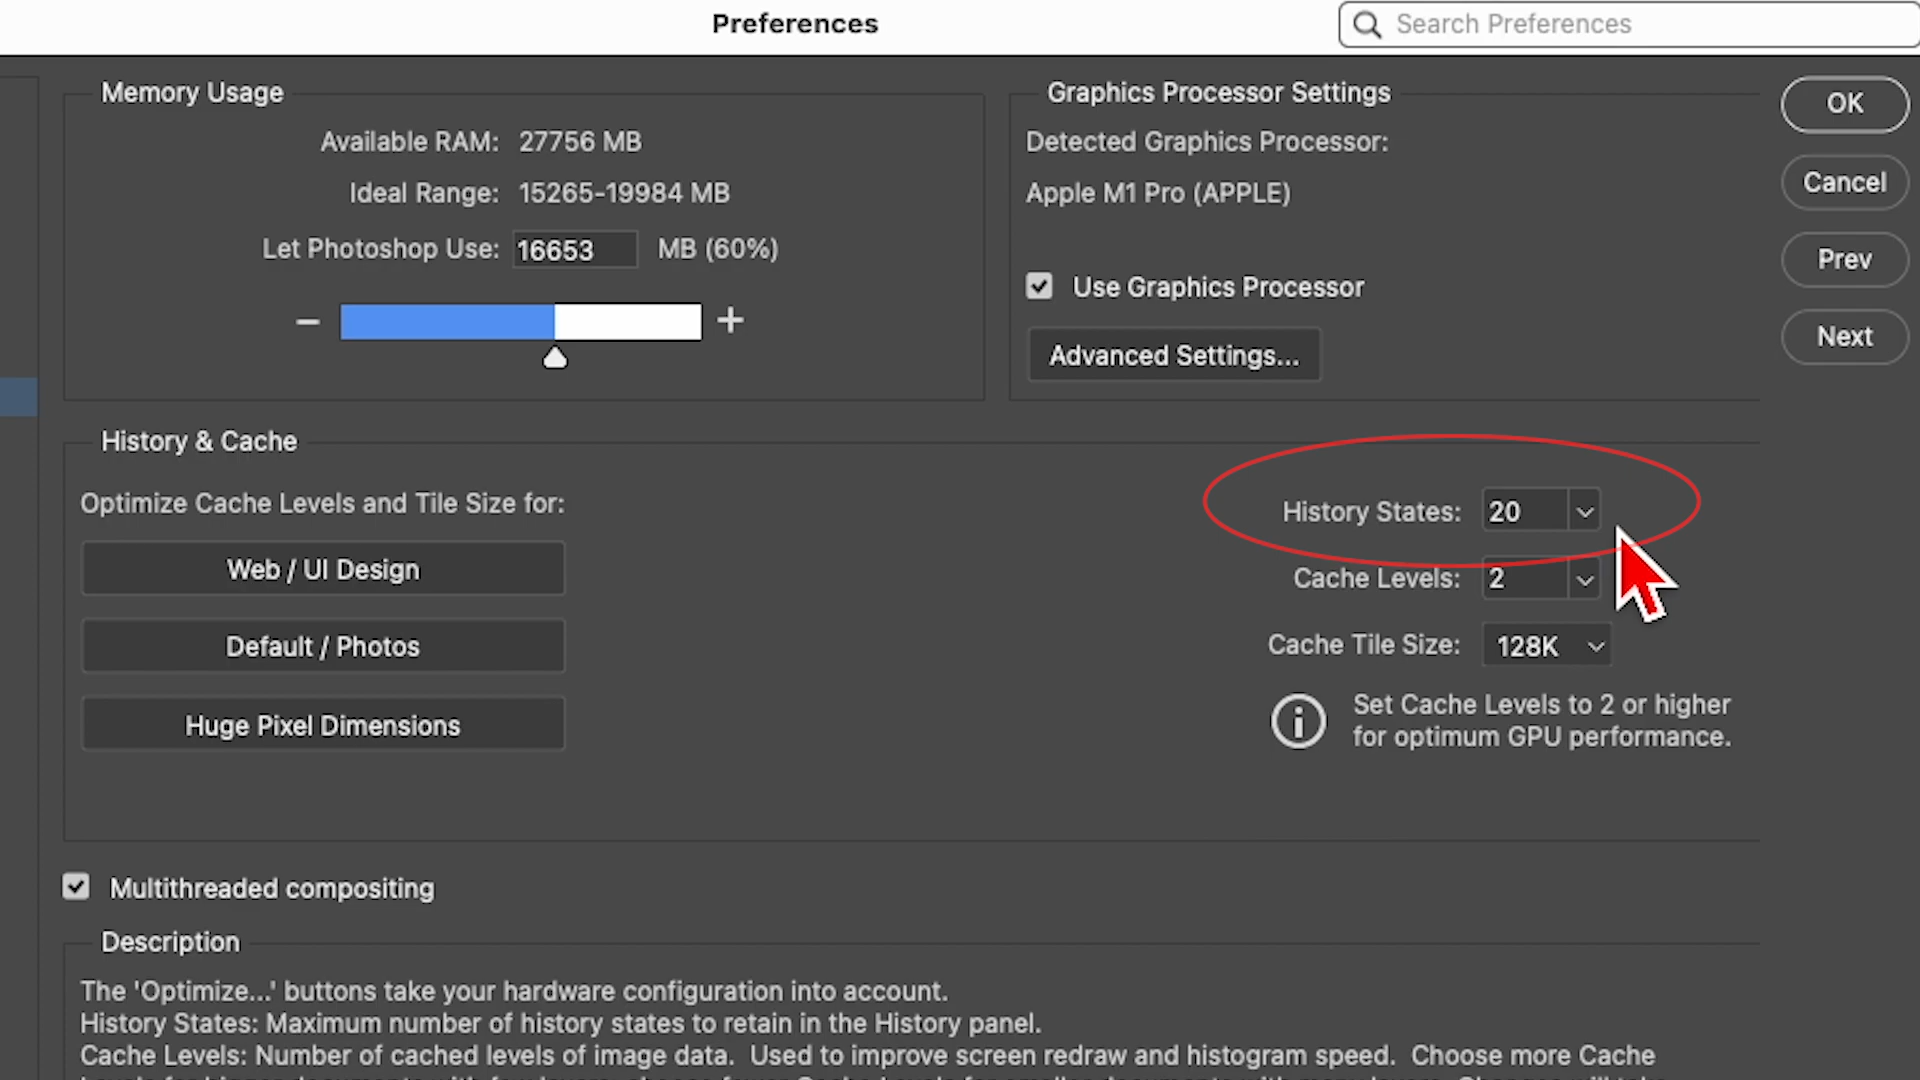 Preferences
Search Preferences
Memory Usage
Available RAM: 27756 MB
Ideal Range: 15265-19984 MB
Let Photoshop Use: 16653 MB (60%)
Graphics Processor Settings
Detected Graphics Processor:
Apple M1 Pro (APPLE)
Use Graphics Processor
Advanced Settings...
OK
Cancel
Prev
Next
History & Cache
Optimize Cache Levels and Tile Size for:
Web / UI Design
Default / Photos
Huge Pixel Dimensions
History States: 20
Cache Levels: 2
Cache Tile Size: 128K
Set Cache Levels to 2 or higher
for optimum GPU performance.
Multithreaded compositing
Description
The 'Optimize...' buttons take your hardware configuration into account.
History States: Maximum number of history states to retain in the History panel.
Cache Levels: Number of cached levels of image data. Used to improve screen redraw and histogram speed. Choose more Cache